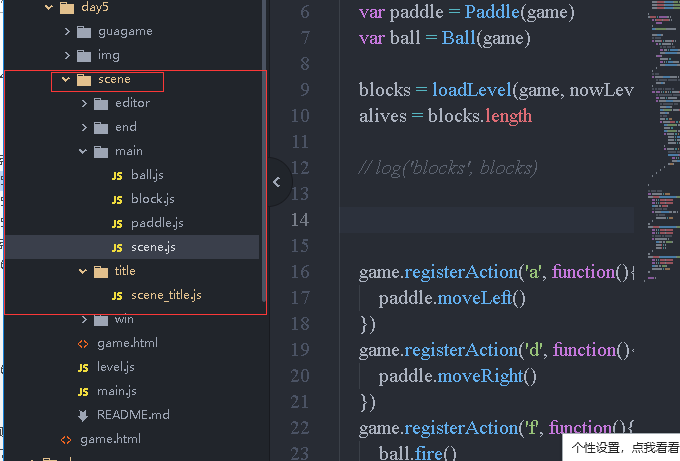 day5
guagame
img
scene
editor
end
main
JS ball.js
JS block.js
JS paddle.js
JS scene.js
title
JS scene_title.js
win
<> game.html
JS level.js
JS main.js
README.md
<> game.html
6 var paddle = Paddle(game)
7 var ball = Ball(game)
8
9 blocks = loadLevel(game, nowLev
10 alives = blocks.length
11
12 // log('blocks', blocks)
13
14
15
16 game.registerAction('a', function(){
17 paddle.moveLeft()
18 })
19 game.registerAction('d', function()
20 paddle.moveRight()
21 })
22 game.registerAction('f', function(){
23 ball.fire()
个性设置，点我看看